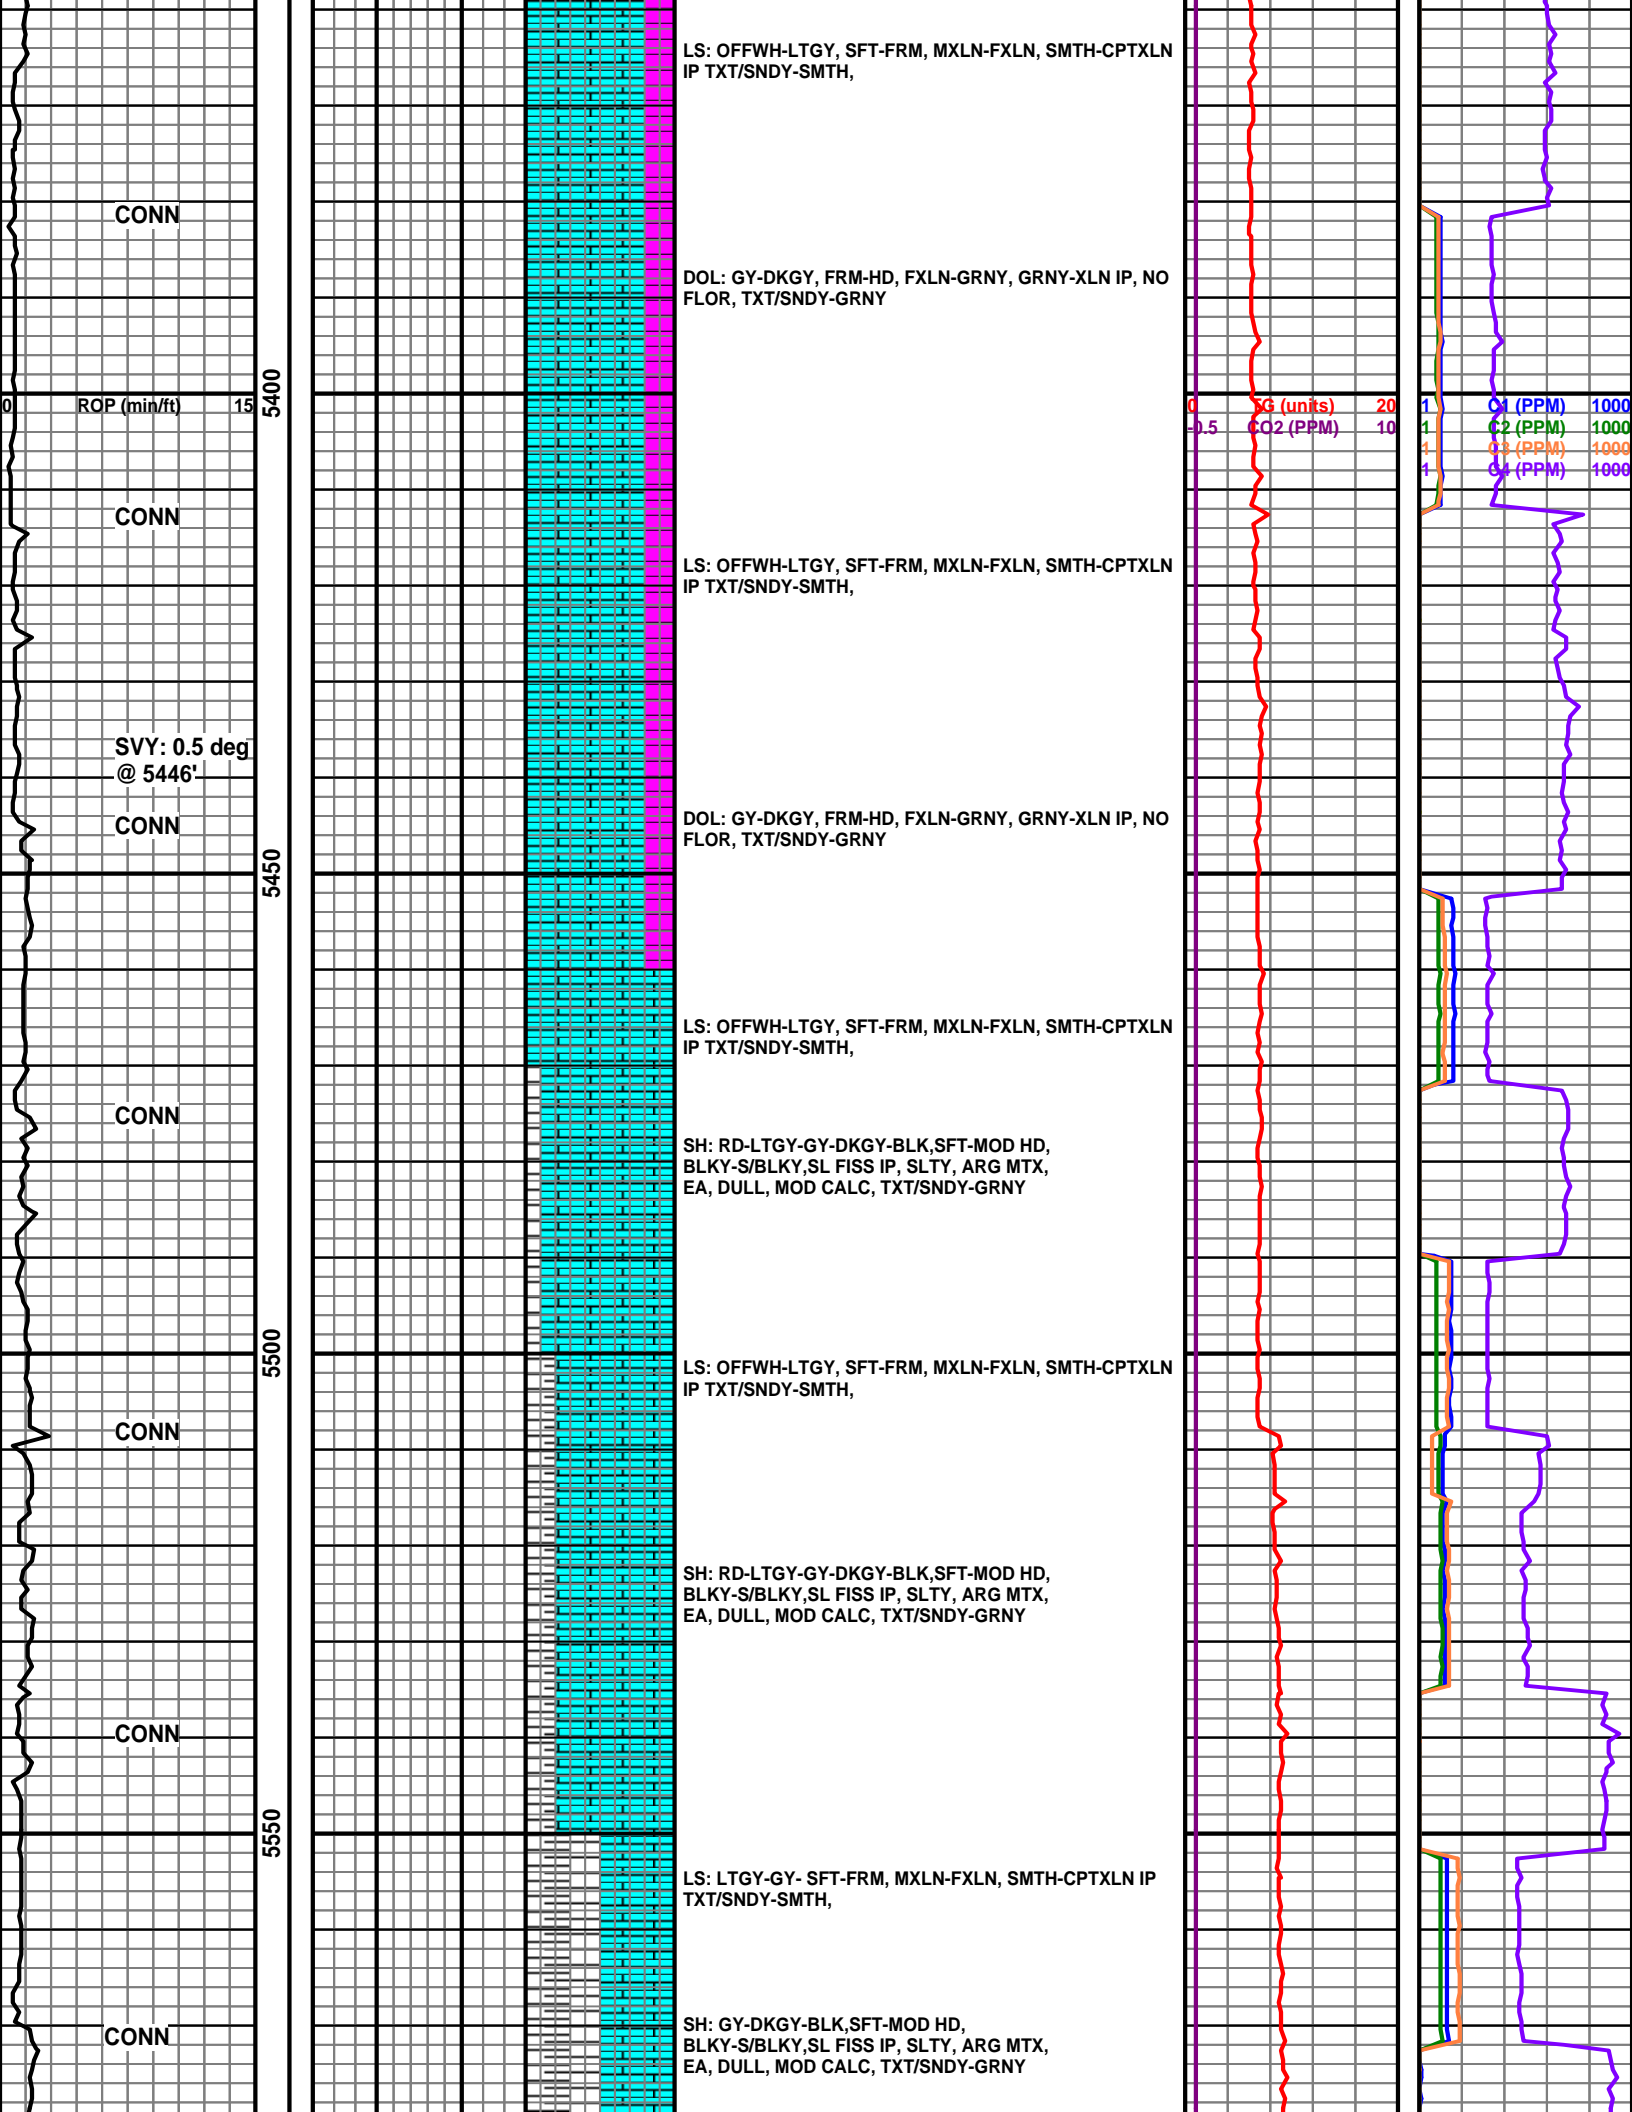 LS: OFFWH-LTGY, SFT-FRM, MXLN-FXLN, SMTH-CPTXLN
IP TXT/SNDY-SMTH,
CONN
DOL: GY-DKGY, FRM-HD, FXLN-GRNY, GRNY-XLN IP, NO
FLOR, TXT/SNDY-GRNY
5400
0 ROP (min/ft) 15
0 TG (units) 20
-0.5 CO2 (PPM) 10
1 C1 (PPM) 1000
1 C2 (PPM) 1000
1 C3 (PPM) 1000
1 C4 (PPM) 1000
CONN
LS: OFFWH-LTGY, SFT-FRM, MXLN-FXLN, SMTH-CPTXLN
IP TXT/SNDY-SMTH,
SVY: 0.5 deg
@ 5446'
CONN
DOL: GY-DKGY, FRM-HD, FXLN-GRNY, GRNY-XLN IP, NO
FLOR, TXT/SNDY-GRNY
5450
LS: OFFWH-LTGY, SFT-FRM, MXLN-FXLN, SMTH-CPTXLN
IP TXT/SNDY-SMTH,
CONN
SH: RD-LTGY-GY-DKGY-BLK,SFT-MOD HD,
BLKY-S/BLKY,SL FISS IP, SLTY, ARG MTX,
EA, DULL, MOD CALC, TXT/SNDY-GRNY
5500
LS: OFFWH-LTGY, SFT-FRM, MXLN-FXLN, SMTH-CPTXLN
IP TXT/SNDY-SMTH,
CONN
SH: RD-LTGY-GY-DKGY-BLK,SFT-MOD HD,
BLKY-S/BLKY,SL FISS IP, SLTY, ARG MTX,
EA, DULL, MOD CALC, TXT/SNDY-GRNY
CONN
5550
LS: LTGY-GY- SFT-FRM, MXLN-FXLN, SMTH-CPTXLN IP
TXT/SNDY-SMTH,
CONN
SH: GY-DKGY-BLK,SFT-MOD HD,
BLKY-S/BLKY,SL FISS IP, SLTY, ARG MTX,
EA, DULL, MOD CALC, TXT/SNDY-GRNY